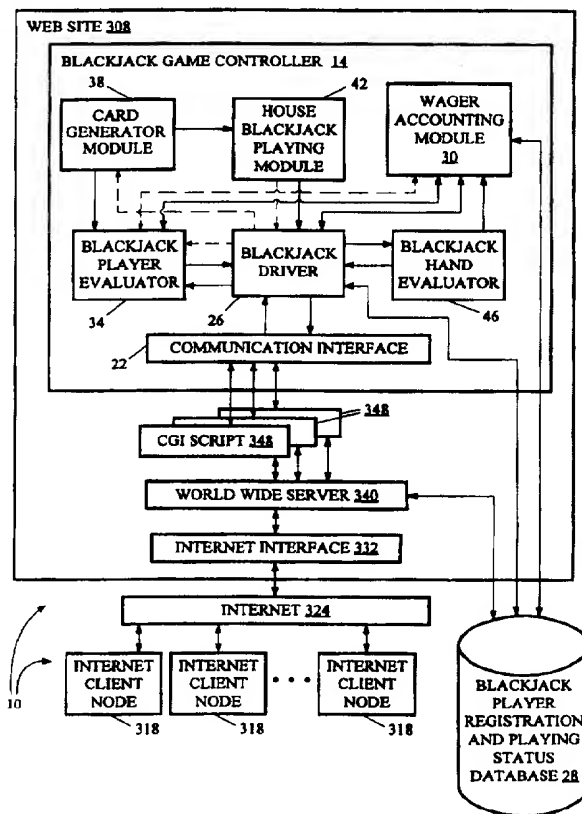 WEB SITE 308
BLACKJACK GAME CONTROLLER 14
38
CARD
GENERATOR
MODULE
42
HOUSE
BLACKJACK
PLAYING
MODULE
WAGER
ACCOUNTING
MODULE
30
BLACKJACK
PLAYER
EVALUATOR
34
BLACKJACK
DRIVER
26
BLACKJACK
HAND
EVALUATOR
46
22
COMMUNICATION INTERFACE
348
348
CGI SCRIPT 348
WORLD WIDE SERVER 340
INTERNET INTERFACE 332
INTERNET 324
10
INTERNET
CLIENT
NODE
318
INTERNET
CLIENT
NODE
318
INTERNET
CLIENT
NODE
318
BLACKJACK
PLAYER
REGISTRATION
AND PLAYING
STATUS
DATABASE 28